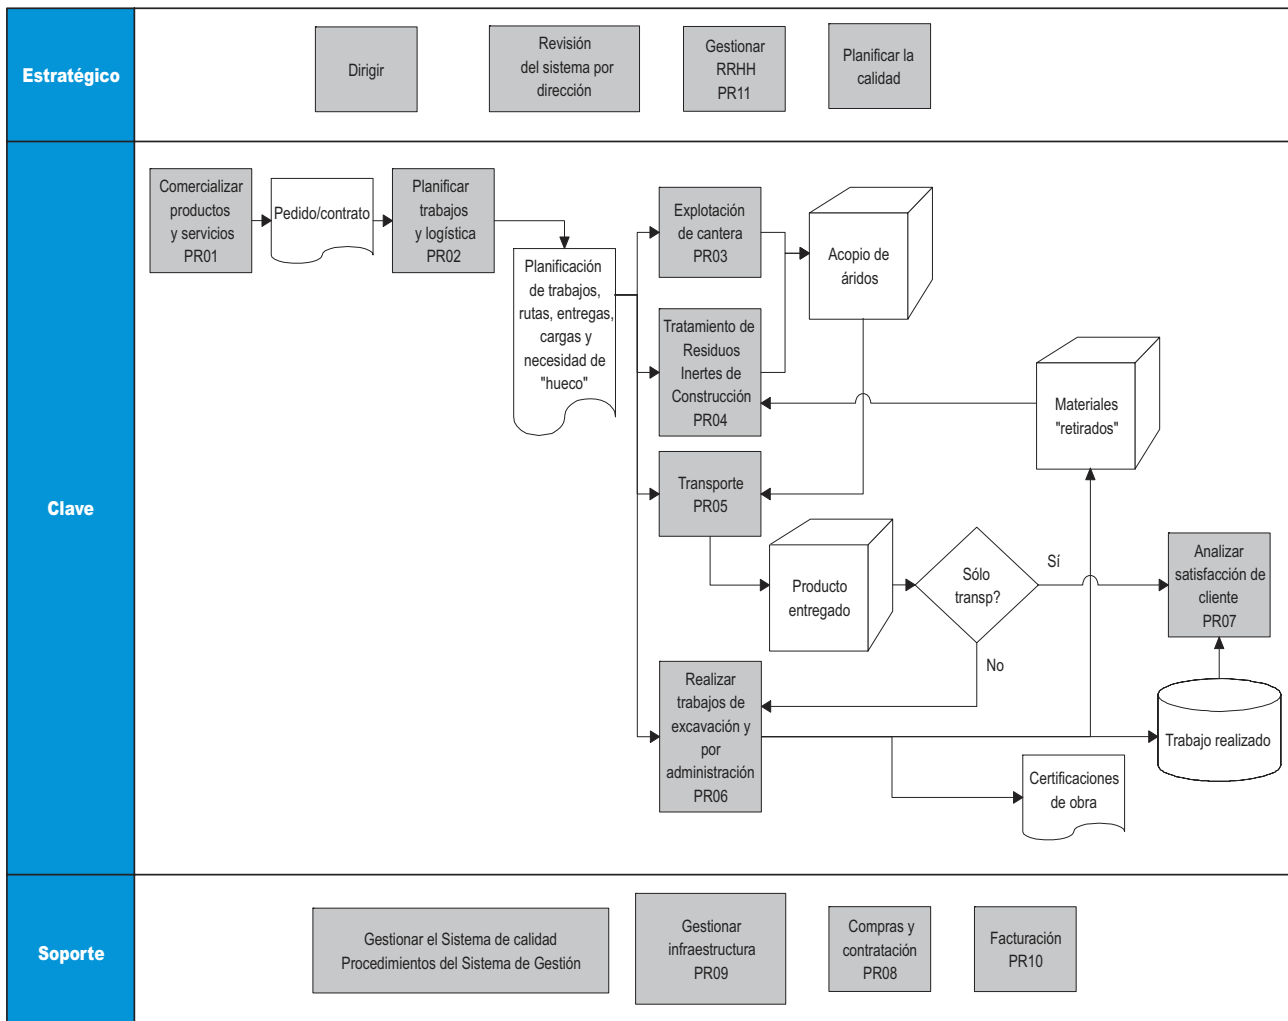 Estratégico
Dirigir
Revisión
del sistema por
dirección
Gestionar
RRHH
PR11
Planificar la
calidad
Clave
Comercializar
productos
y servicios
PR01
Pedido/contrato
Planificar
trabajos
y logística
PR02
Planificación
de trabajos,
rutas, entregas,
cargas y
necesidad de
"hueco"
Explotación
de cantera
PR03
Acopio de
áridos
Tratamiento de
Residuos
Inertes de
Construcción
PR04
Materiales
"retirados"
Transporte
PR05
Producto
entregado
Sólo
transp?
Sí
No
Analizar
satisfacción de
cliente
PR07
Realizar
trabajos de
excavación y
por
administración
PR06
Trabajo realizado
Certificaciones
de obra
Soporte
Gestionar el Sistema de calidad
Procedimientos del Sistema de Gestión
Gestionar
infraestructura
PR09
Compras y
contratación
PR08
Facturación
PR10